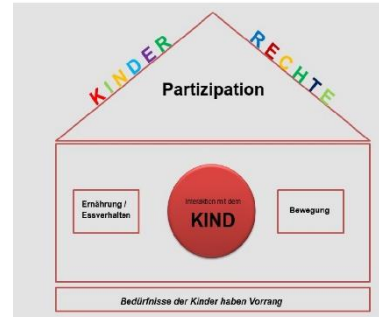 KINDER RECHTE
Partizipation
Ernährung /
Essverhalten
Interaktion mit dem
KIND
Bewegung
Bedürfnisse der Kinder haben Vorrang